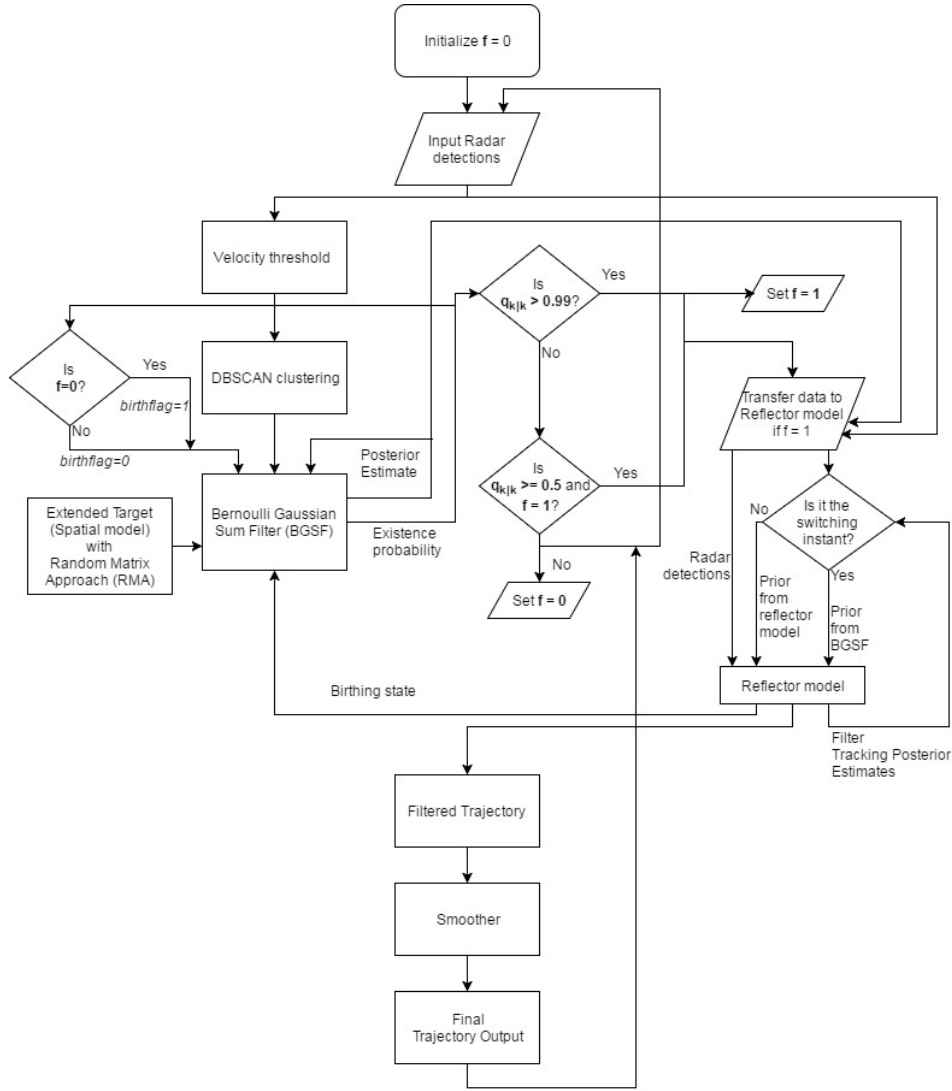 Initialize f = 0
Input Radar
detections
Velocity threshold
Is
q k|k > 0.99?
Yes
Set f = 1
No
Is
f=0?
Yes
birthflag=1
No
birthflag=0
DBSCAN clustering
Transfer data to
Reflector model
if f = 1
Posterior
Estimate
Is
q k|k >= 0.5 and
f = 1?
Yes
No
Set f = 0
Extended Target
(Spatial model)
with
Random Matrix
Approach (RMA)
Bernoulli Gaussian
Sum Filter (BGSF)
Existence
probability
Is it the
switching
instant?
No
Yes
Radar
detections
Prior
from
reflector
model
Prior
from
BGSF
Birthing state
Reflector model
Filter
Tracking Posterior
Estimates
Filtered Trajectory
Smoother
Final
Trajectory Output